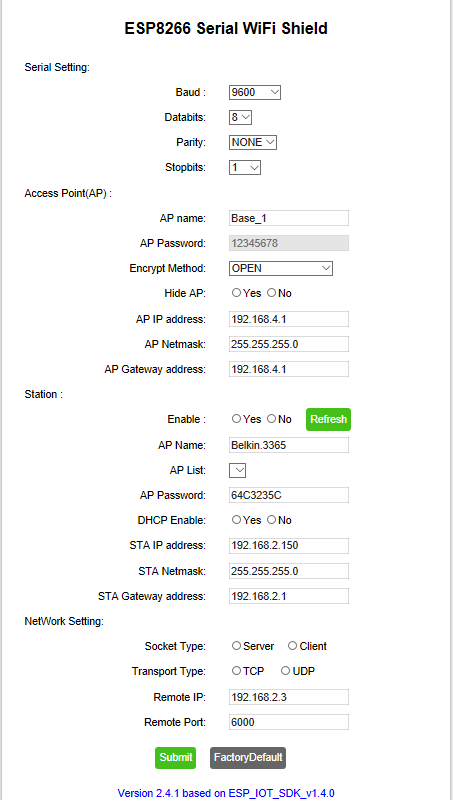 ESP8266 Serial WiFi Shield
Serial Setting:
Baud : 9600
Databits: 8
Parity: NONE
Stopbits: 1
Access Point(AP) :
AP name: Base_1
AP Password: 12345678
Encrypt Method: OPEN
Hide AP: Yes No
AP IP address: 192.168.4.1
AP Netmask: 255.255.255.0
AP Gateway address: 192.168.4.1
Station :
Enable : Yes No Refresh
AP Name: Belkin.3365
AP List:
AP Password: 64C3235C
DHCP Enable: Yes No
STA IP address: 192.168.2.150
STA Netmask: 255.255.255.0
STA Gateway address: 192.168.2.1
NetWork Setting:
Socket Type: Server Client
Transport Type: TCP UDP
Remote IP: 192.168.2.3
Remote Port: 6000
Submit FactoryDefault
Version 2.4.1 based on ESP_IOT_SDK_v1.4.0